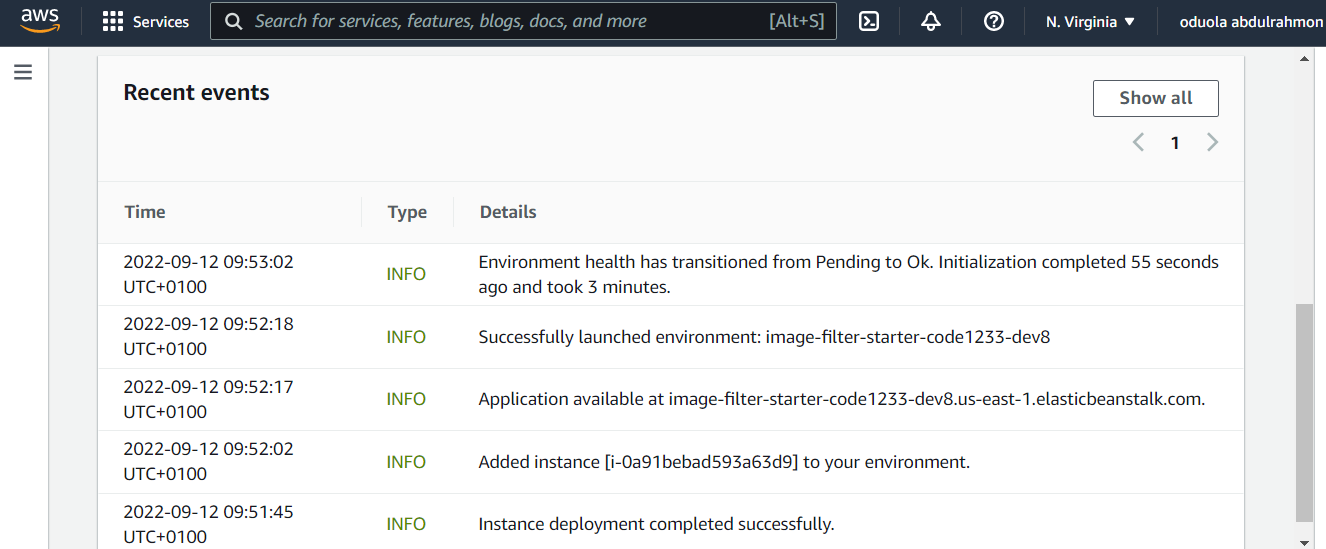 aws
Services
Search for services, features, blogs, docs, and more
[Alt+S]
N. Virginia ▼
oduola abdulrahmon
Recent events
Show all
1
Time
Type
Details
2022-09-12 09:53:02
UTC+0100
INFO
Environment health has transitioned from Pending to Ok. Initialization completed 55 seconds
ago and took 3 minutes.
2022-09-12 09:52:18
UTC+0100
INFO
Successfully launched environment: image-filter-starter-code1233-dev8
2022-09-12 09:52:17
UTC+0100
INFO
Application available at image-filter-starter-code1233-dev8.us-east-1.elasticbeanstalk.com.
2022-09-12 09:52:02
UTC+0100
INFO
Added instance [i-0a91bebad593a63d9] to your environment.
2022-09-12 09:51:45
UTC+0100
INFO
Instance deployment completed successfully.